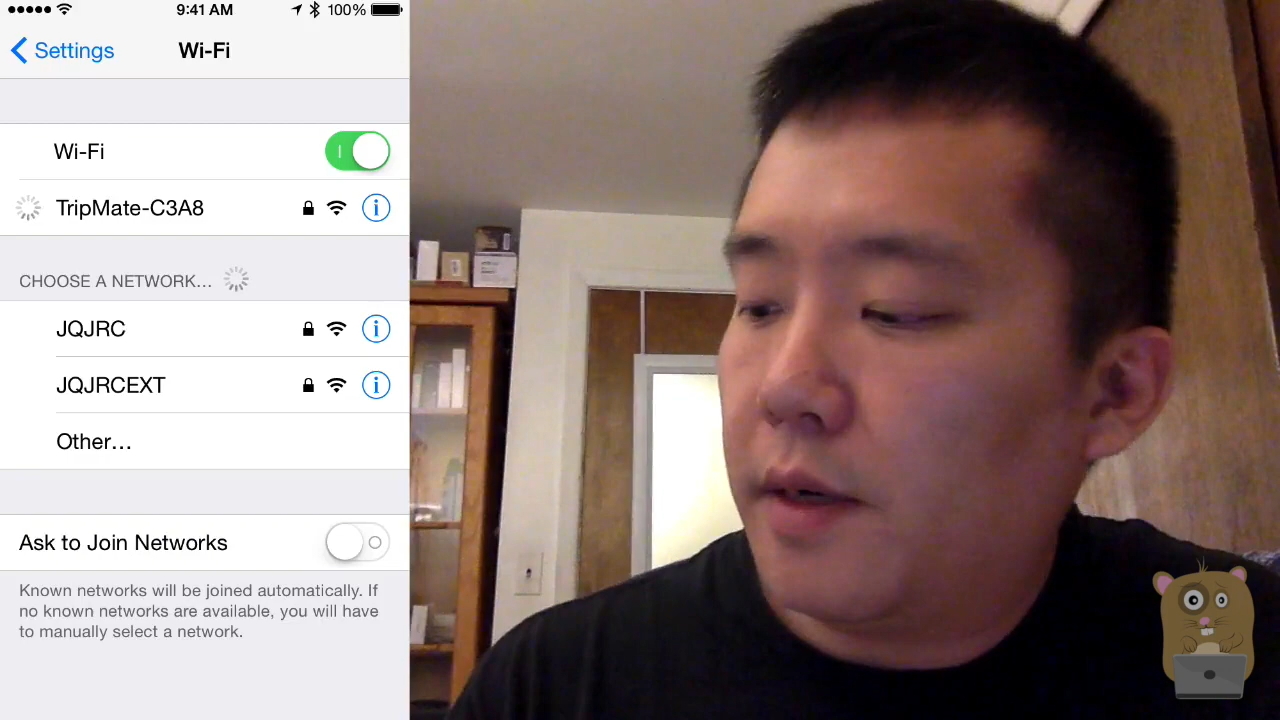 9:41 AM 100%
Settings Wi-Fi
Wi-Fi
TripMate-C3A8
CHOOSE A NETWORK...
JQJRC
JQJRCEXT
Other...
Ask to Join Networks
Known networks will be joined automatically. If
no known networks are available, you will have
to manually select a network.